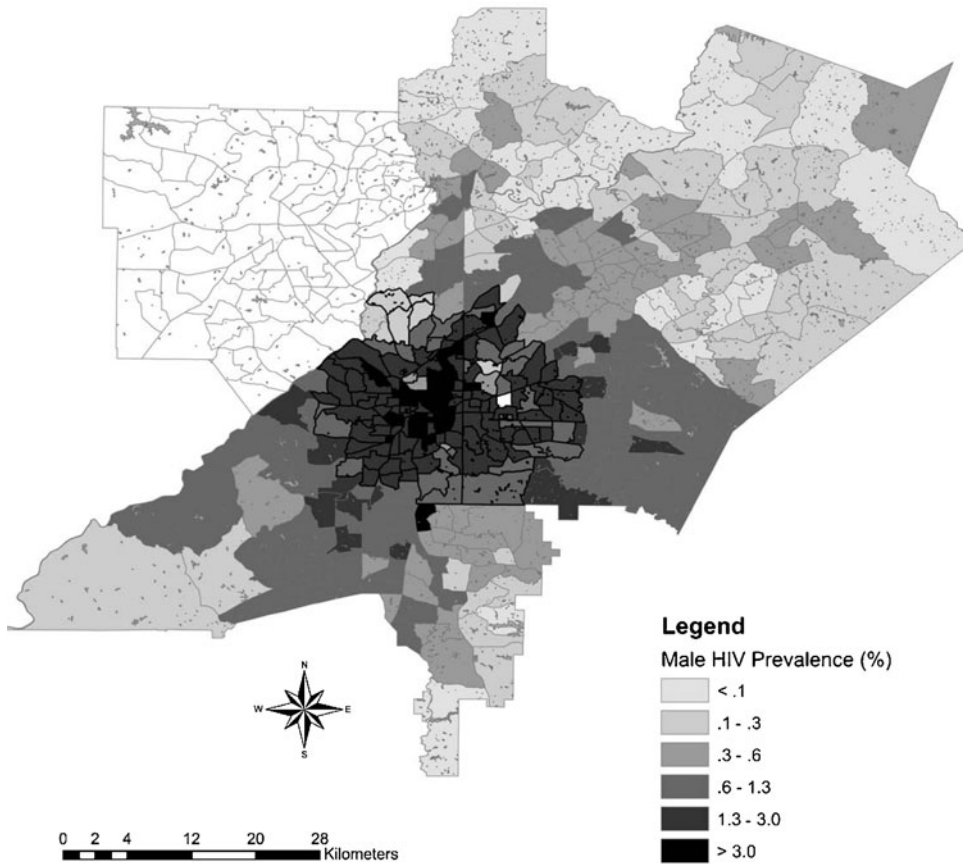 N
W E
S
0 2 4 12 20 28
Kilometers
Legend
Male HIV Prevalence (%)
< .1
.1 - .3
.3 - .6
.6 - 1.3
1.3 - 3.0
> 3.0